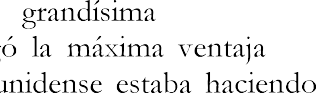 grandísima
ó la máxima ventaja
unidense estaba haciendo